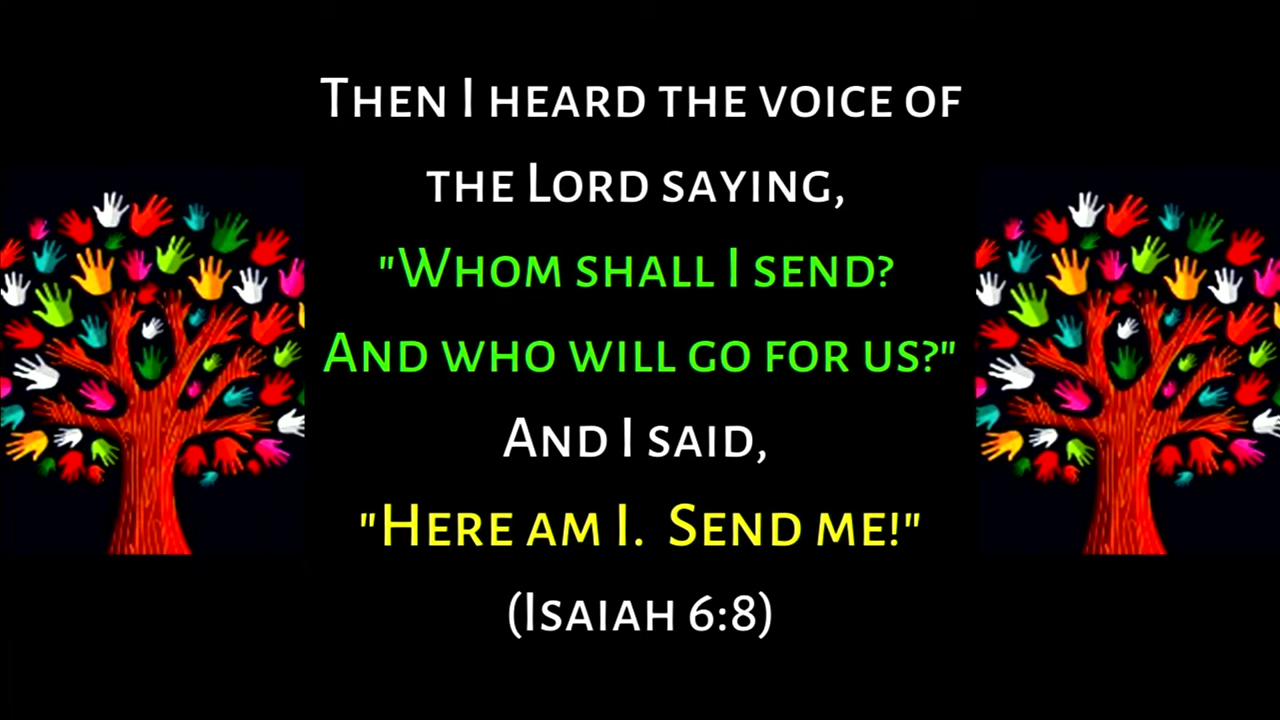 Then I heard the voice of
the Lord saying,
"Whom shall I send?
And who will go for us?"
And I said,
"Here am I.  Send me!"
(Isaiah 6:8)